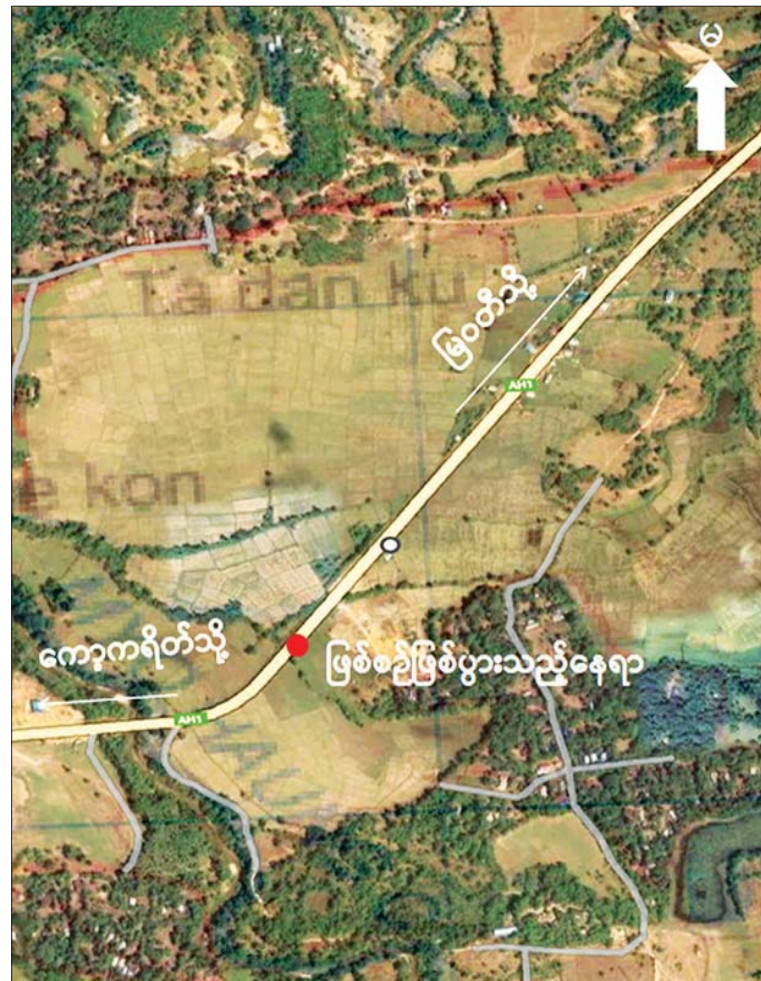 မ
Ta dan ku
မြဝတီသို့
AH1
e kon
ကော့ကရိတ်သို့
ဖြစ်စဉ်ဖြစ်ပွားသည့်နေရာ
AH1